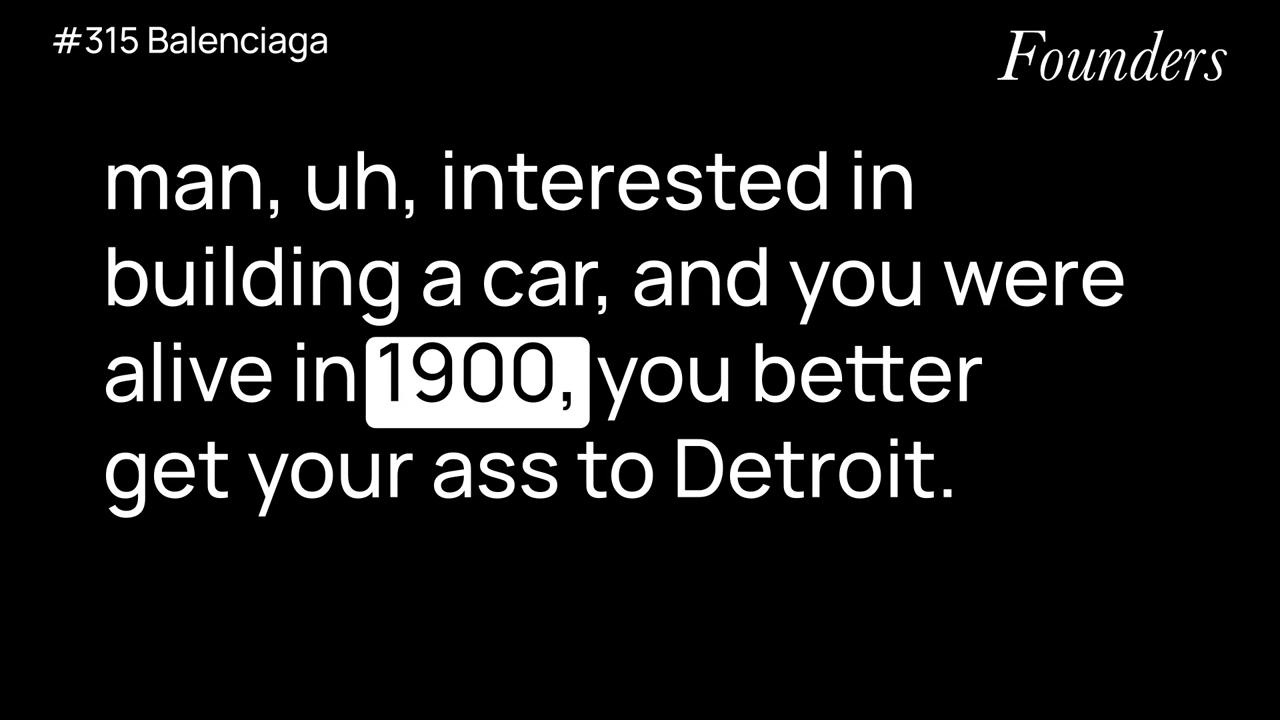 #315 Balenciaga
Founders
man, uh, interested in
building a car, and you were
alive in 1900, you better
get your ass to Detroit.